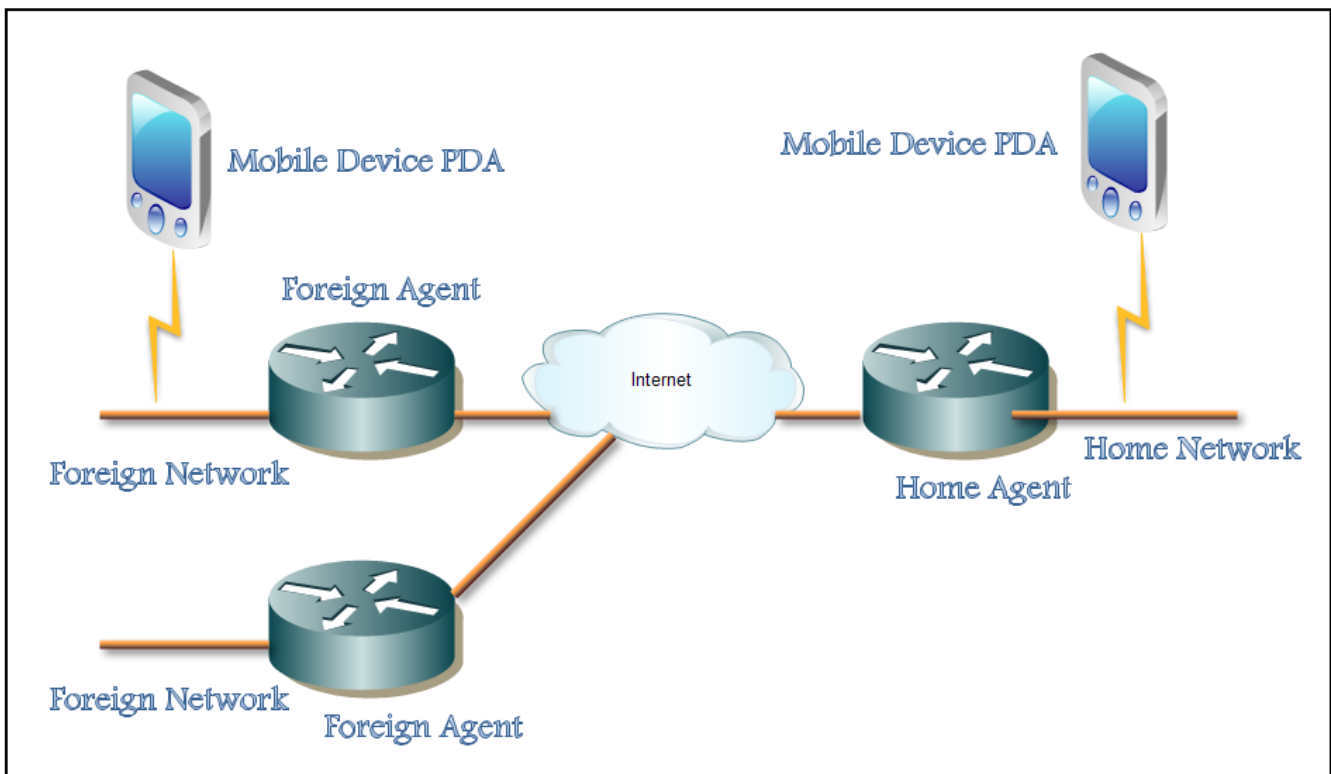 Mobile Device PDA
Mobile Device PDA
Foreign Agent
Internet
Foreign Network
Home Network
Home Agent
Foreign Network
Foreign Agent